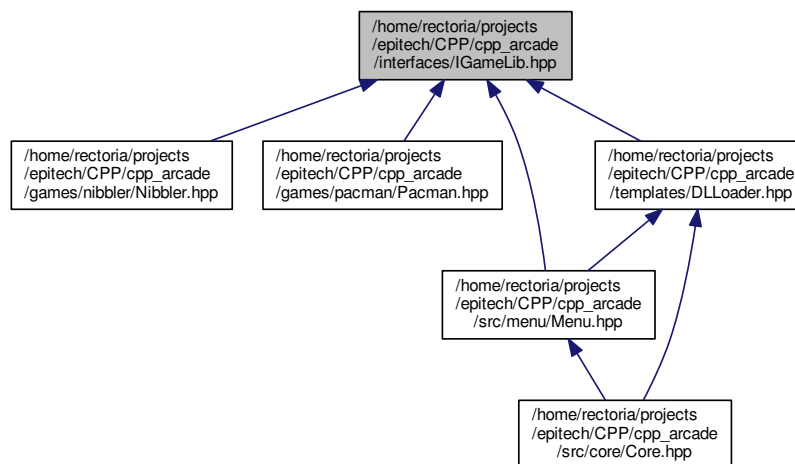 /home/rectoria/projects
/epitech/CPP/cpp_arcade
/interfaces/IGameLib.hpp
/home/rectoria/projects
/epitech/CPP/cpp_arcade
/games/nibbler/Nibbler.hpp
/home/rectoria/projects
/epitech/CPP/cpp_arcade
/games/pacman/Pacman.hpp
/home/rectoria/projects
/epitech/CPP/cpp_arcade
/templates/DLLoader.hpp
/home/rectoria/projects
/epitech/CPP/cpp_arcade
/src/menu/Menu.hpp
/home/rectoria/projects
/epitech/CPP/cpp_arcade
/src/core/Core.hpp